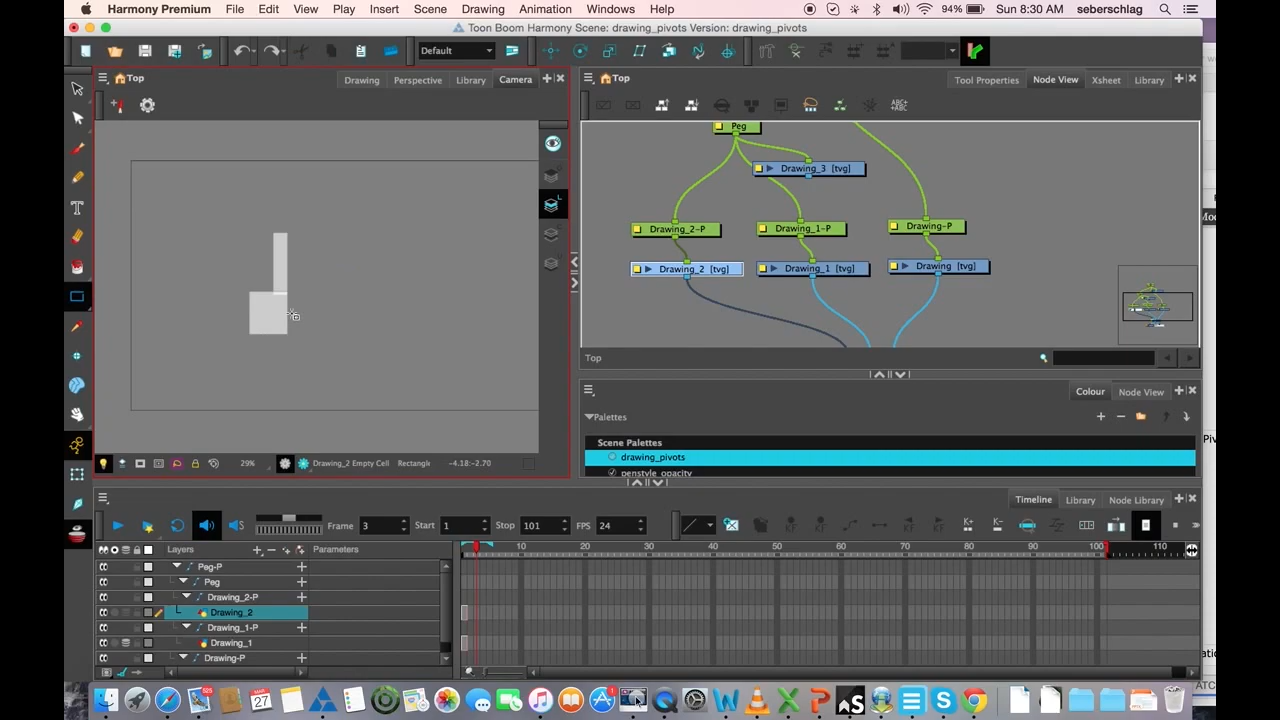 Harmony Premium File Edit View Play Insert Scene Drawing Animation Windows Help 94% Sun 8:30 AM seberschlag
Toon Boom Harmony Scene: drawing_pivots Version: drawing_pivots
Default
Top Drawing Perspective Library Camera
Top Tool Properties Node View Xsheet Library
ABC+
ABC
Peg
Drawing_3 [tvg]
Drawing_2-P Drawing_1-P Drawing-P
Drawing_2 [tvg] Drawing_1 [tvg] Drawing [tvg]
Top
Colour Node View
Palettes
Scene Palettes
drawing_pivots
penstyle_opacity
29% Drawing_2 Empty Cell Rectangle -4.18:-2.70
Timeline Library Node Library
Frame 3 Start 1 Stop 101 FPS 24
Layers Parameters
10 20 30 40 50 60 70 80 90 100 110
Peg-P
Peg
Drawing_2-P
Drawing_2
Drawing_1-P
Drawing_1
Drawing-P